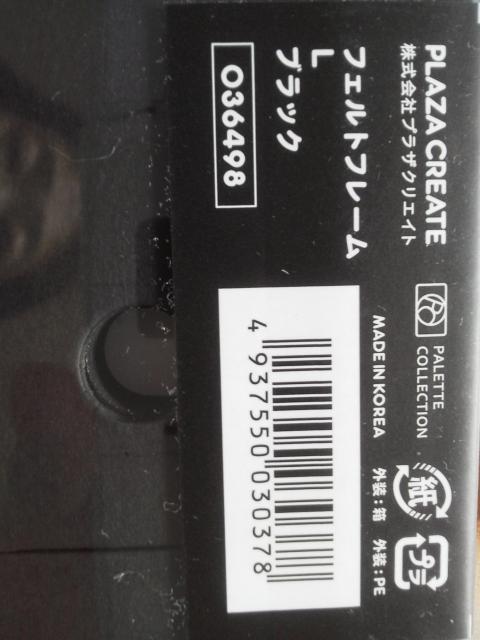 PLAZA CREATE
株式会社プラザクリエイト
フェルトフレーム
L
ブラック
036498
PALETTE
COLLECTION
MADE IN KOREA
紙
プラ
外装:箱 外装:PE
4 937550 030378